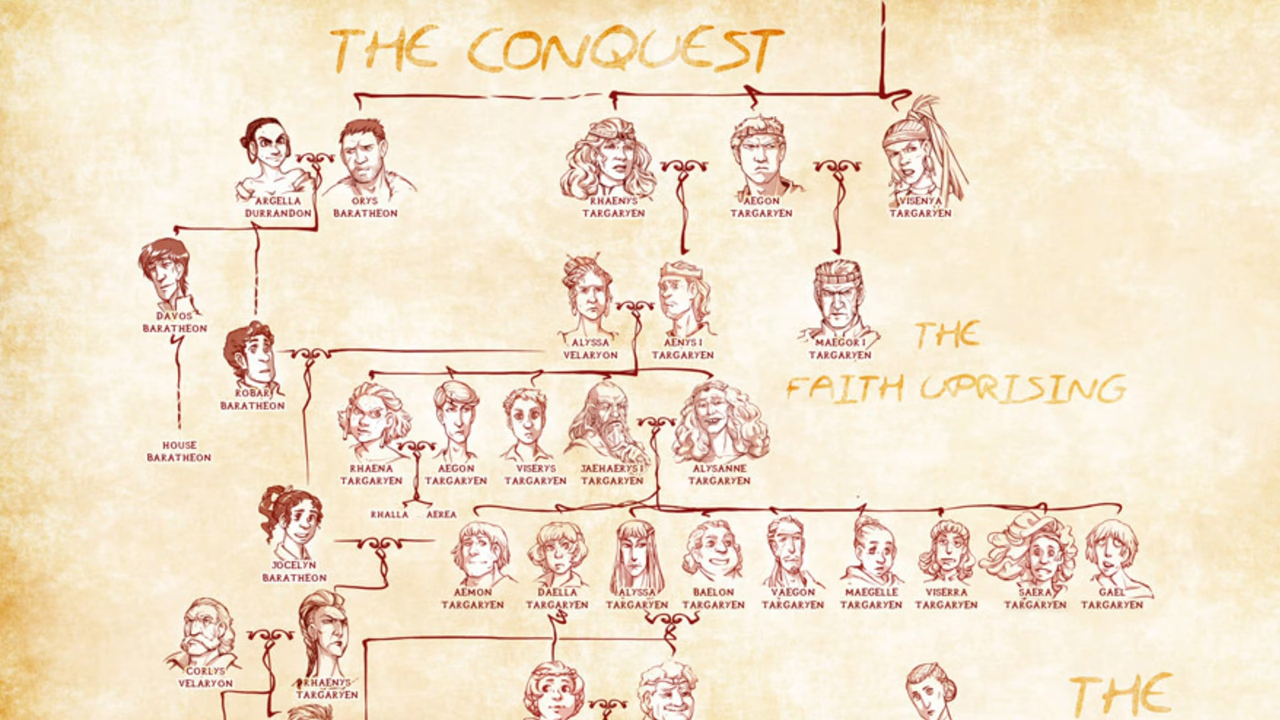 THE CONQUEST
ARGELLA
DURRANDON
ORYS
BARATHEON
RHAENYS
TARGARYEN
AEGON
TARGARYEN
VISENYA
TARGARYEN
DAVOS
BARATHEON
ALYSSA
VELARYON
AENYS I
TARGARYEN
MAEGOR I
TARGARYEN
THE
FAITH UPRISING
ROBAR
BARATHEON
HOUSE
BARATHEON
RHAENA
TARGARYEN
AEGON
TARGARYEN
VISERYS
TARGARYEN
JAEHAERYS I
TARGARYEN
ALYSANNE
TARGARYEN
RHALLA AEREA
JOCELYN
BARATHEON
AEMON
TARGARYEN
DAELLA
TARGARYEN
ALYSSA
TARGARYEN
BAELON
TARGARYEN
VAEGON
TARGARYEN
MAEGELLE
TARGARYEN
VISERRA
TARGARYEN
SAERA
TARGARYEN
GAEL
TARGARYEN
CORLYS
VELARYON
RHAENYS
TARGARYEN
THE